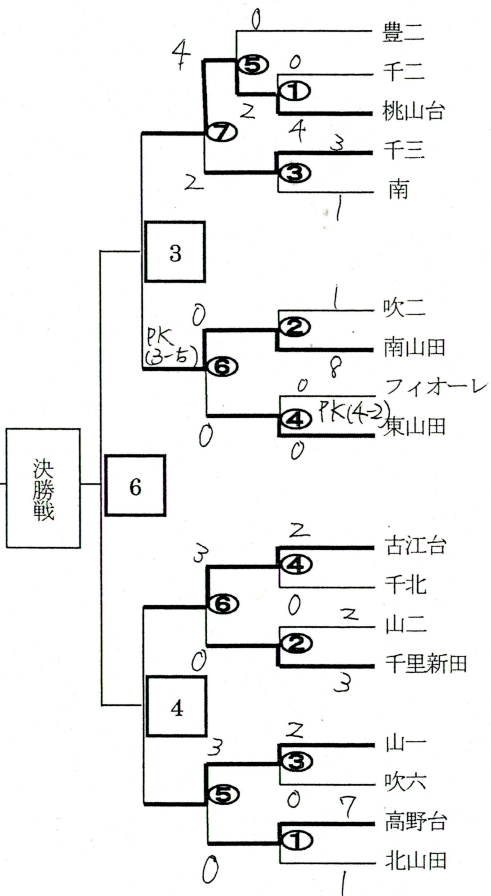 0
豊二
4
⑤
0
千二
①
2
桃山台
⑦
4
3
千三
2
③
南
1
3
1
吹二
0
②
南山田
PK
(3-5)
⑥
8
0
フィオーレ
④
PK(4-2)
東山田
0
0
決勝戦
6
2
古江台
3
④
千北
⑥
0
2
山二
②
千里新田
0
3
4
2
山一
3
③
吹六
⑤
0
7
高野台
①
北山田
0
1